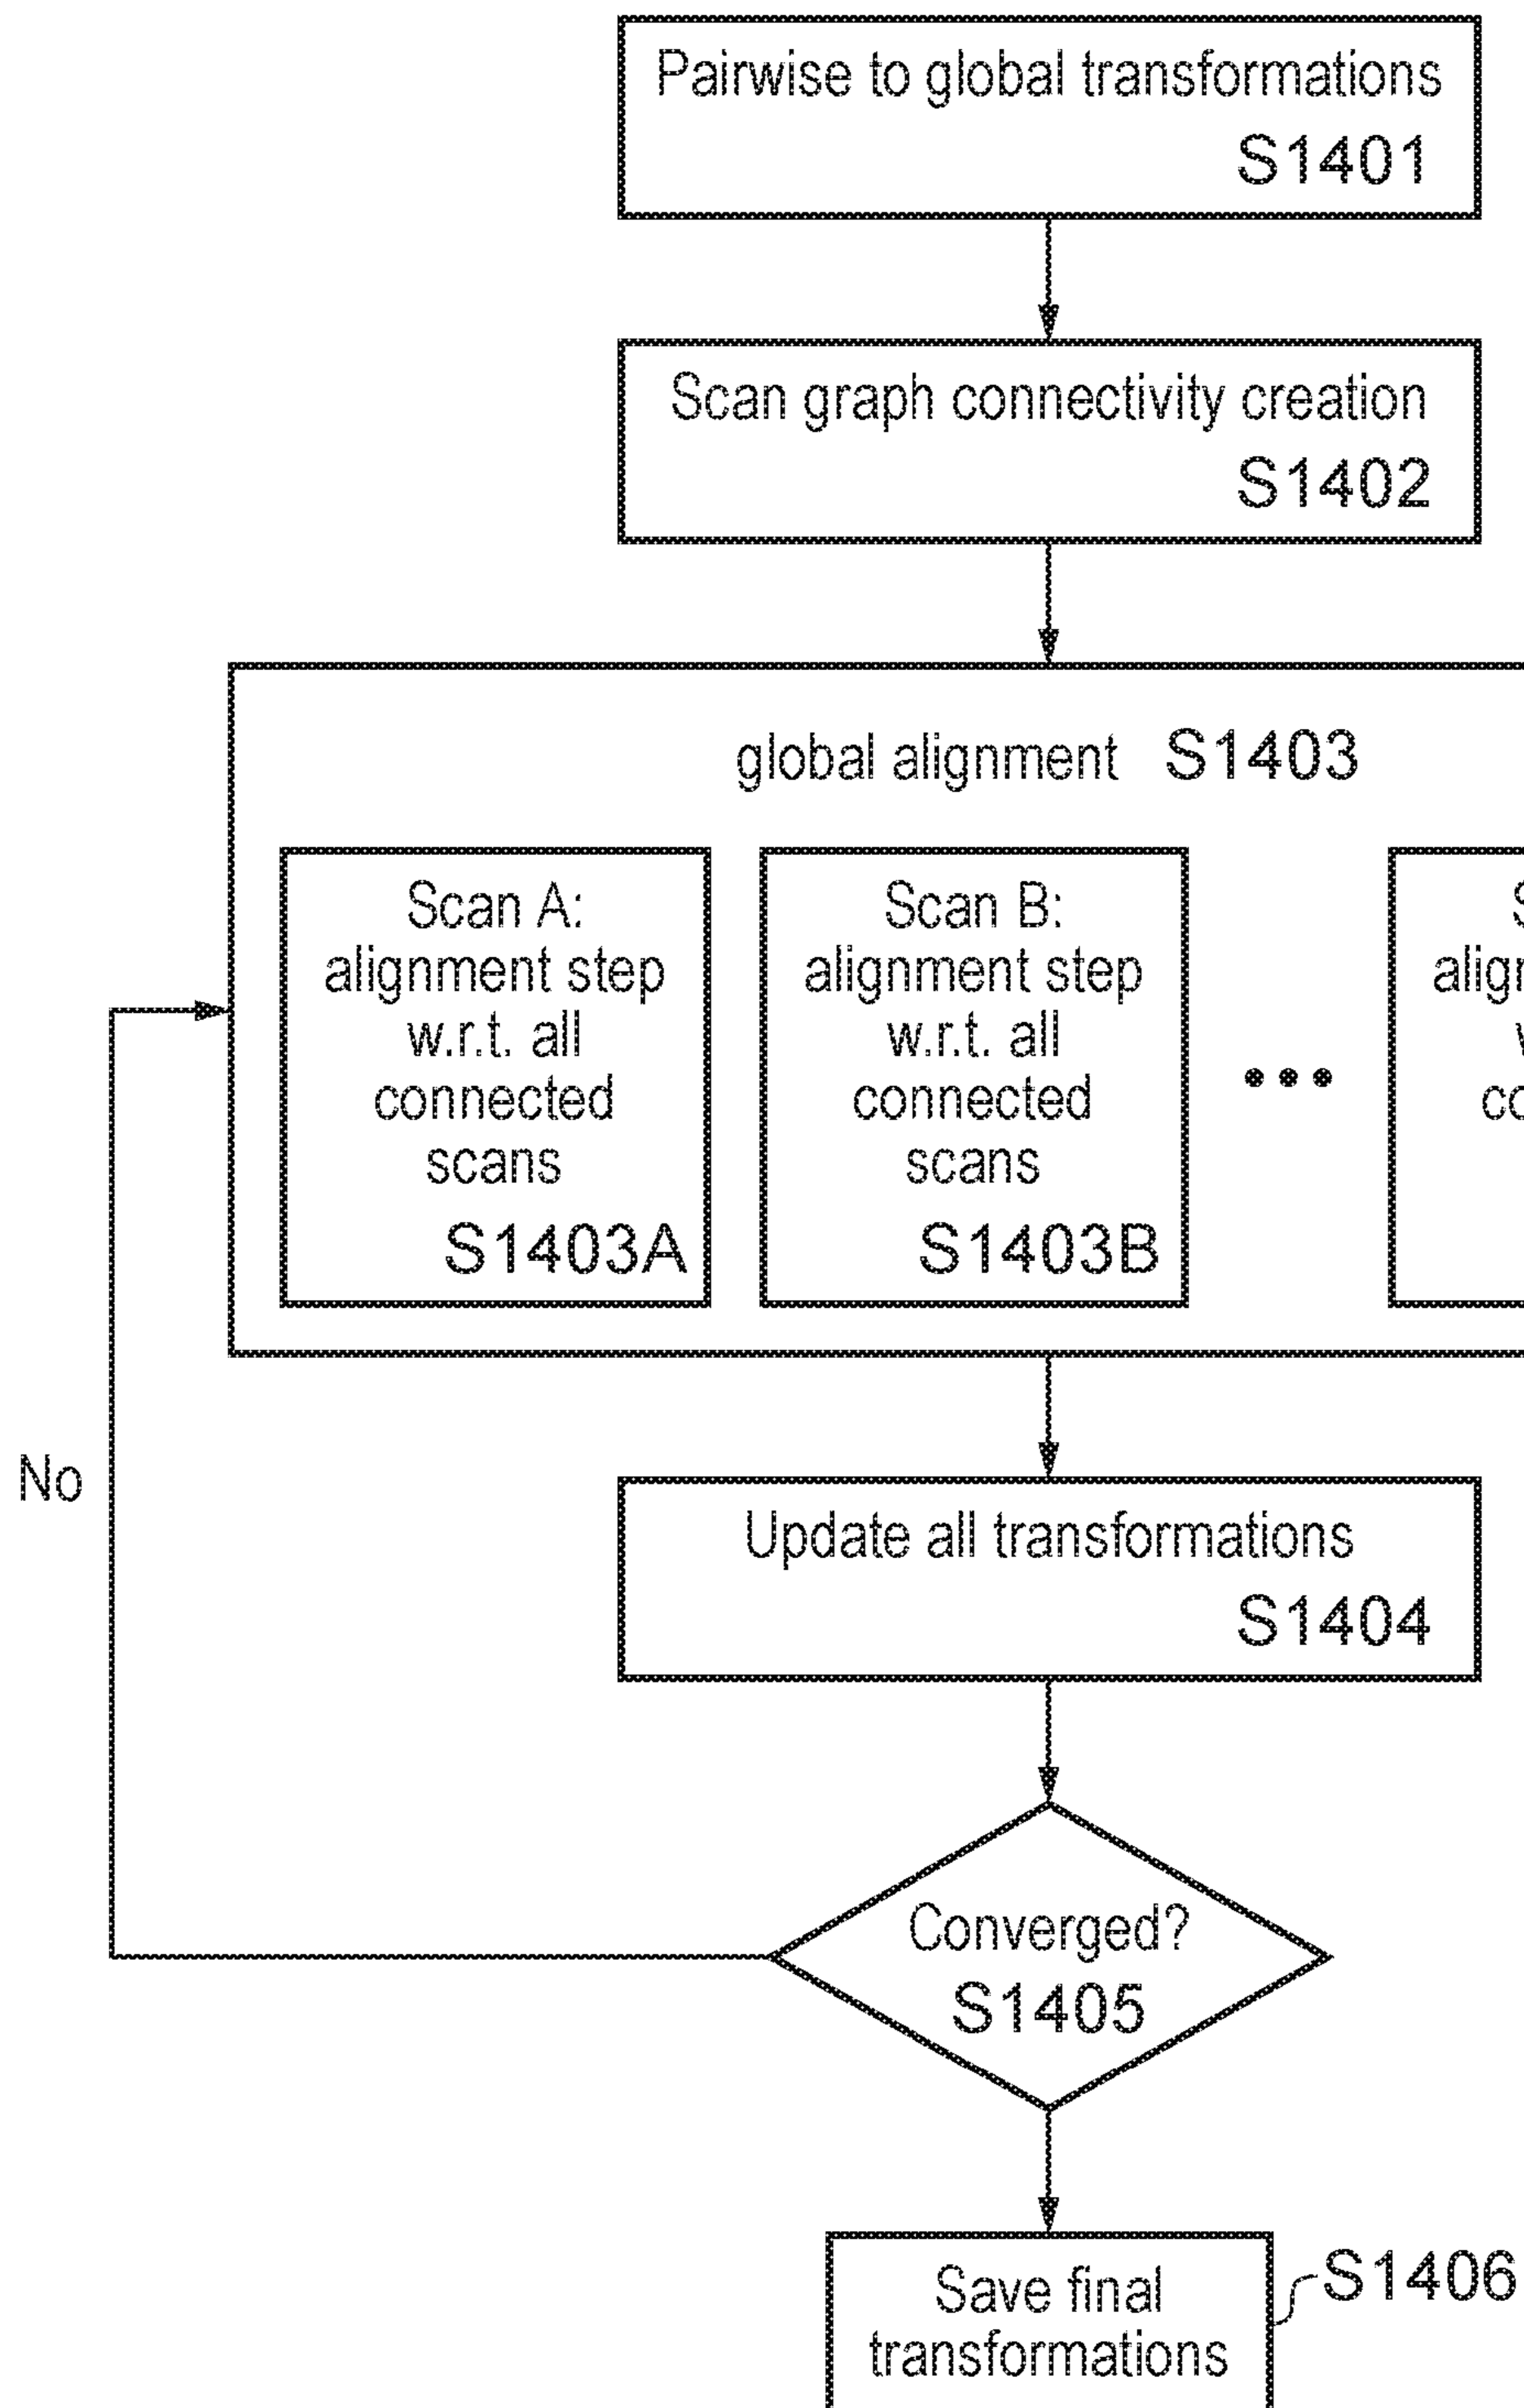 Pairwise to global transformations
S1401
Scan graph connectivity creation
S1402
global alignment S1403
Scan A:
alignment step
w.r.t. all
connected
scans
S1403A
Scan B:
alignment step
w.r.t. all
connected
scans
S1403B
No
Update all transformations
S1404
Converged?
S1405
Save final
transformations
S1406